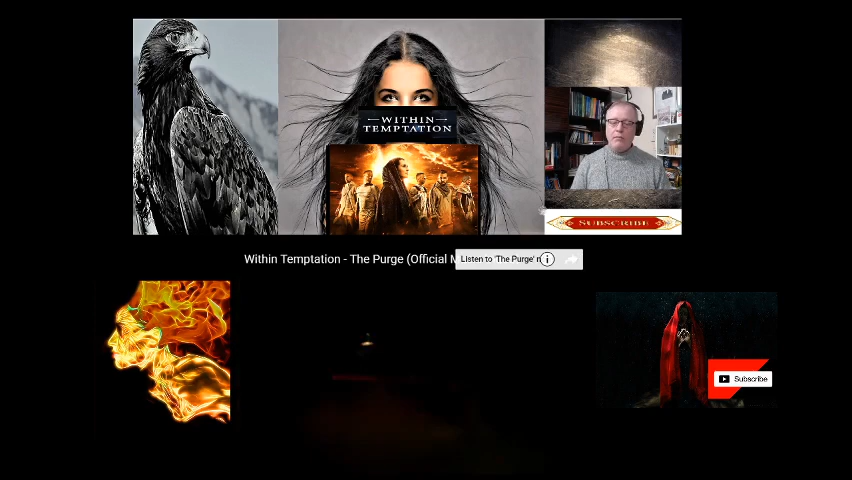 WITHIN
TEMPTATION
SUBSCRIBE
Within Temptation - The Purge (Official M
Listen to 'The Purge' n
Subscribe